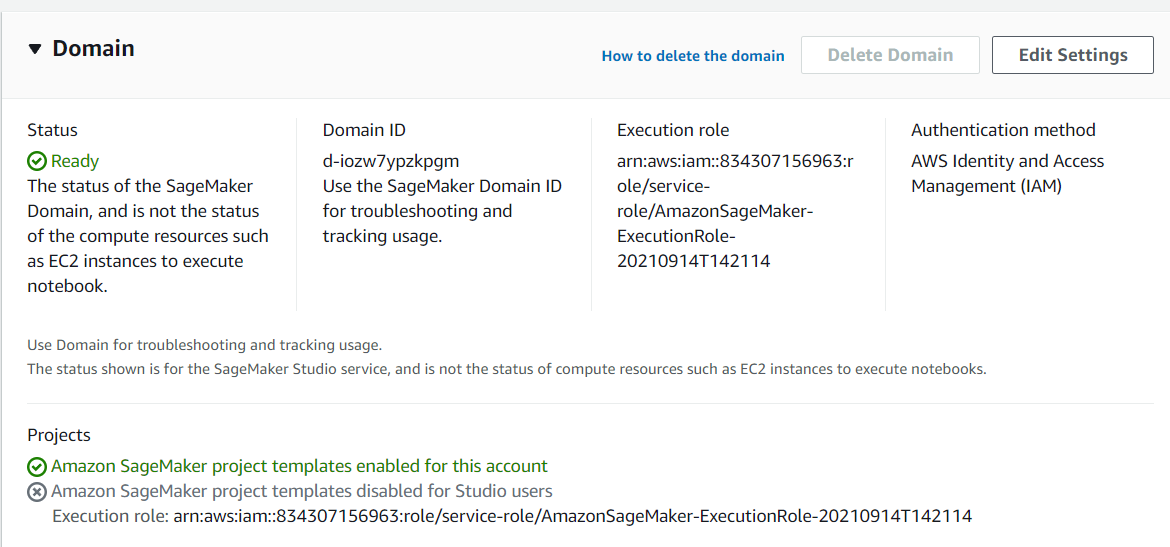 Domain
How to delete the domain
Delete Domain
Edit Settings
Status
Ready
The status of the SageMaker
Domain, and is not the status
of the compute resources such
as EC2 instances to execute
notebook.
Domain ID
d-iozw7ypzkpgm
Use the SageMaker Domain ID
for troubleshooting and
tracking usage.
Execution role
arn:aws:iam::834307156963:r
ole/service-
role/AmazonSageMaker-
ExecutionRole-
20210914T142114
Authentication method
AWS Identity and Access
Management (IAM)
Use Domain for troubleshooting and tracking usage.
The status shown is for the SageMaker Studio service, and is not the status of compute resources such as EC2 instances to execute notebooks.
Projects
Amazon SageMaker project templates enabled for this account
Amazon SageMaker project templates disabled for Studio users
Execution role: arn:aws:iam::834307156963:role/service-role/AmazonSageMaker-ExecutionRole-20210914T142114